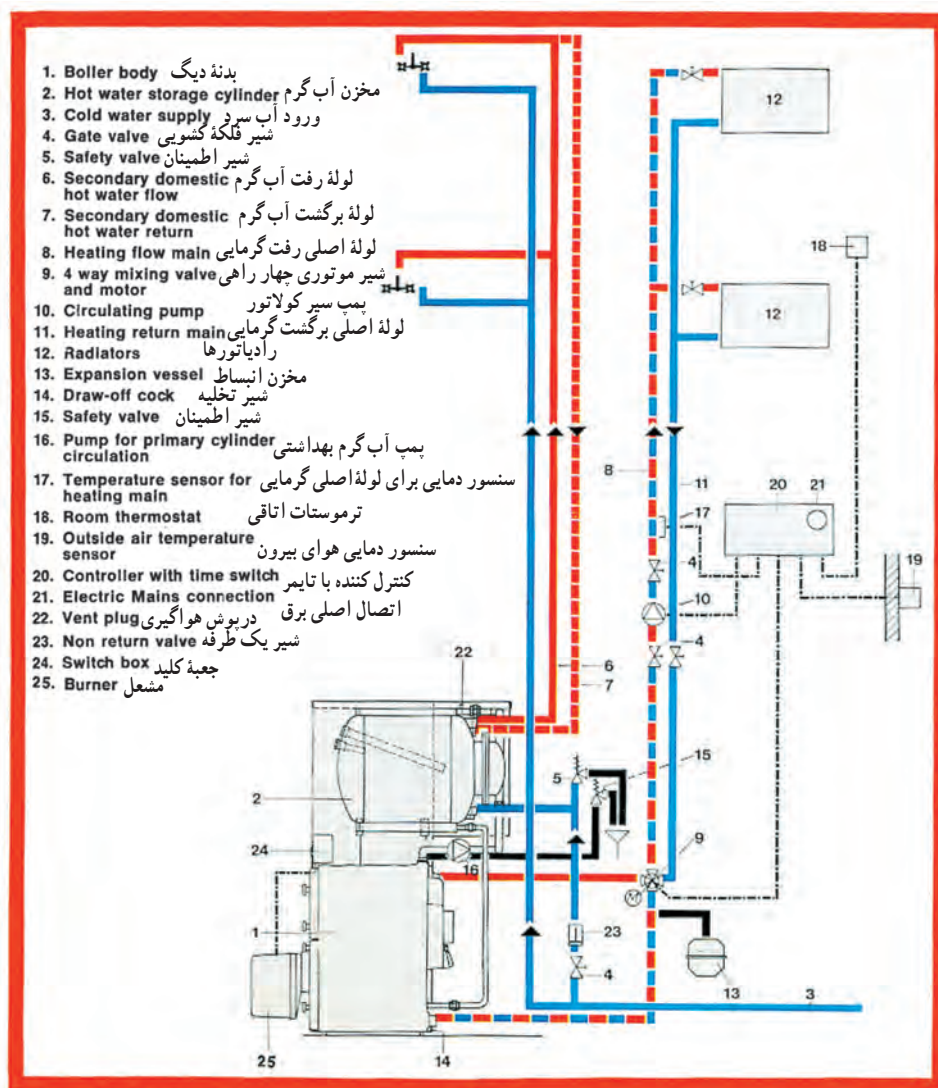 1. Boiler body بدنهٔ دیگ
2. Hot water storage cylinder مخزن آب گرم
3. Cold water supply ورود آب سرد
4. Gate valve شیر فلکهٔ کشویی
5. Safety valve شیر اطمینان
6. Secondary domestic لولهٔ رفت آب گرم
hot water flow
7. Secondary domestic لولهٔ برگشت آب گرم
hot water return
8. Heating flow main لولهٔ اصلی رفت گرمایی
9. 4 way mixing valve شیر موتوری چهار راهی
and motor
10. Circulating pump پمپ سیر کولاتور
11. Heating return main لولهٔ اصلی برگشت گرمایی
12. Radiators رادیاتورها
13. Expansion vessel مخزن انبساط
14. Draw-off cock شیر تخلیه
15. Safety valve شیر اطمینان
16. Pump for primary cylinder پمپ آب گرم بهداشتی
circulation
17. Temperature sensor for سنسور دمایی برای لولهٔ اصلی گرمایی
heating main
18. Room thermostat ترموستات اتاقی
19. Outside air temperature
sensor سنسور دمایی هوای بیرون
20. Controller with time switch کنترل کننده با تایمر
21. Electric Mains connection اتصال اصلی برق
22. Vent plug درپوش هواگیری
23. Non return valve شیر یک طرفه
24. Switch box جعبهٔ کلید
25. Burner مشعل
12
18
12
8
11
20
21
17
4
19
10
4
22
6
7
5
15
2
24
16
9
M
1
23
4
13
3
25
14